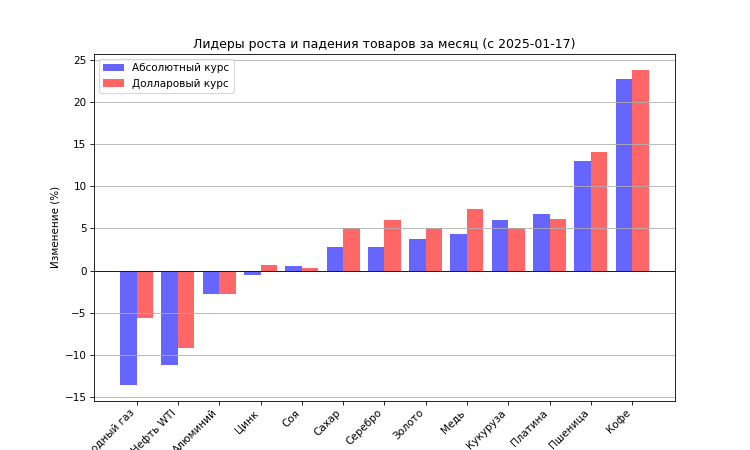 Лидеры роста и падения товаров за месяц (с 2025-01-17)
Абсолютный курс
Долларовый курс
Изменение (%)
25
20
15
10
5
0
−5
−10
−15
газ
Нефть WTI
Алюминий
Цинк
Соя
Сахар
Серебро
Золото
Медь
Кукуруза
Платина
Пшеница
Кофе